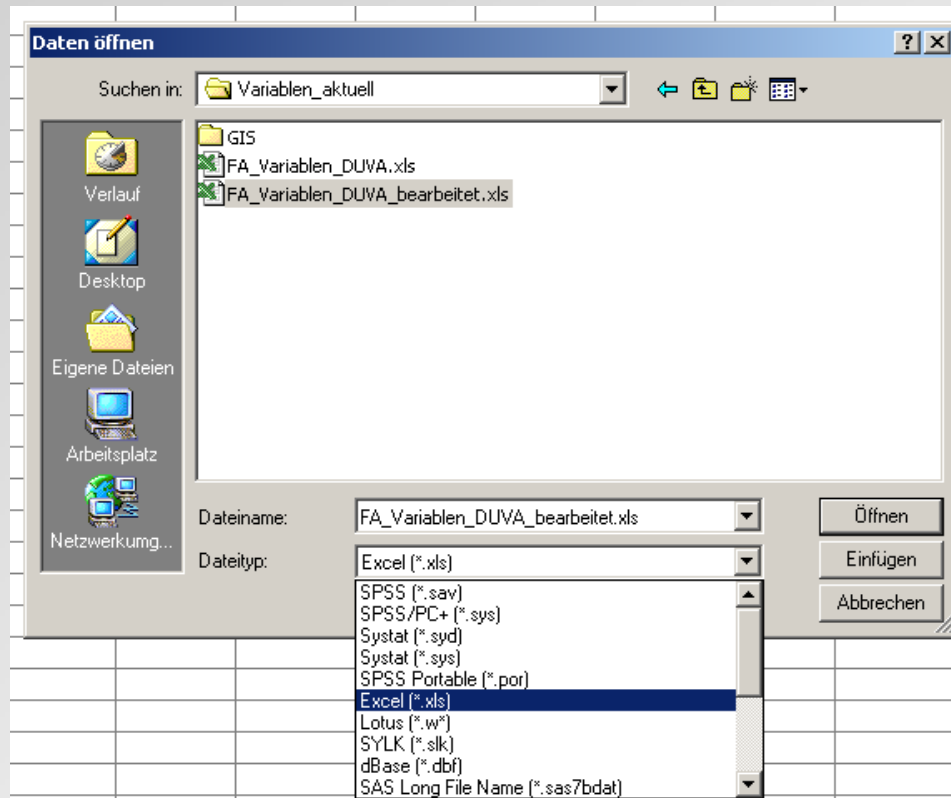 Daten öffnen
Suchen in: Variablen_aktuell
GIS
FA_Variablen_DUVA.xls
FA_Variablen_DUVA_bearbeitet.xls
Verlauf
Desktop
Eigene Dateien
Arbeitsplatz
Netzwerkumg...
Dateiname: FA_Variablen_DUVA_bearbeitet.xls Öffnen
Dateityp: Excel (*.xls) Einfügen
Abbrechen
SPSS (*.sav)
SPSS/PC+ (*.sys)
Systat (*.syd)
Systat (*.sys)
SPSS Portable (*.por)
Excel (*.xls)
Lotus (*.w*)
SYLK (*.slk)
dBase (*.dbf)
SAS Long File Name (*.sas7bdat)